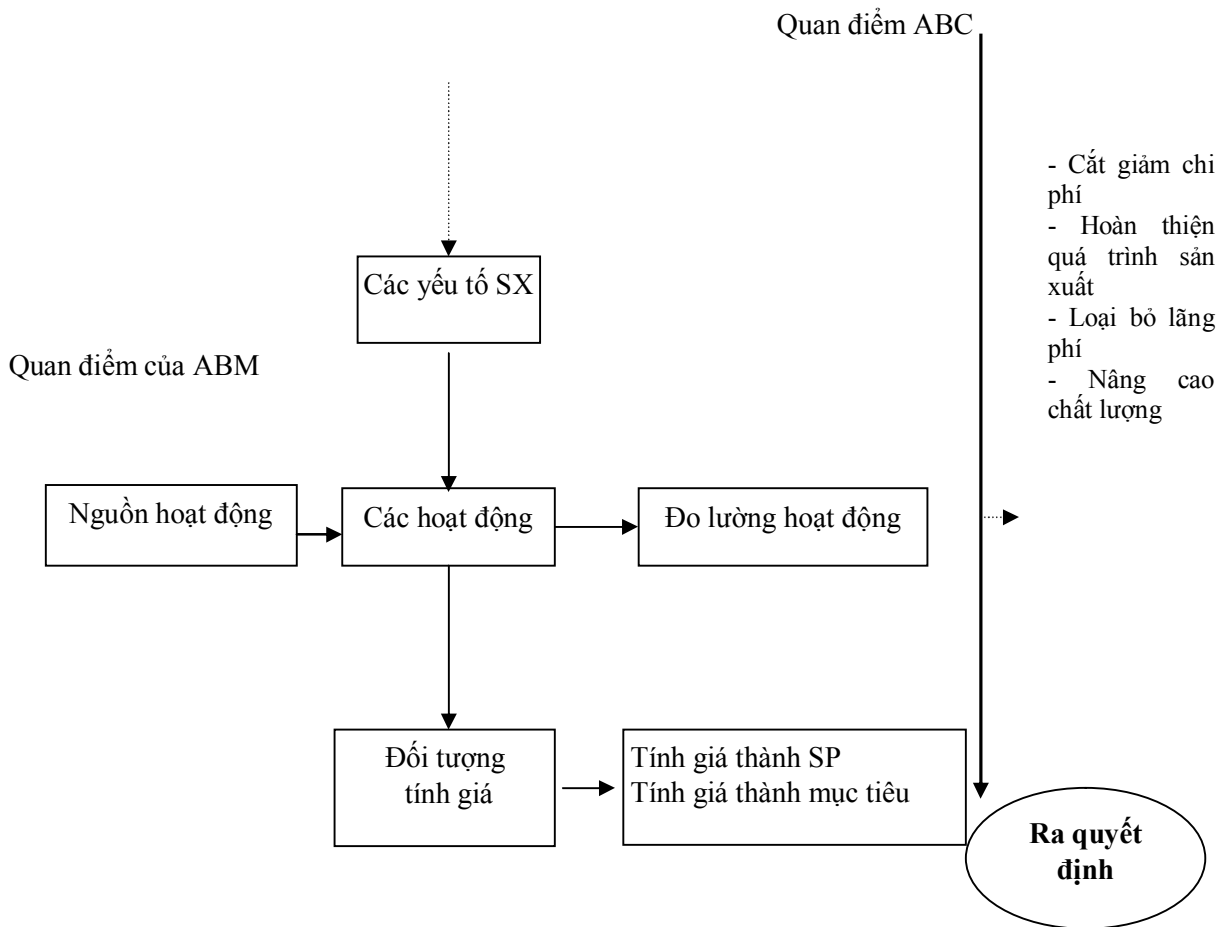 Quan điểm ABC
- Cắt giảm chi
phí
- Hoàn thiện
quá trình sản
xuất
- Loại bỏ lãng
phí
- Nâng cao
chất lượng
Các yếu tố SX
Quan điểm của ABM
Nguồn hoạt động
Các hoạt động
Đo lường hoạt động
Đối tượng
tính giá
Tính giá thành SP
Tính giá thành mục tiêu
Ra quyết
định